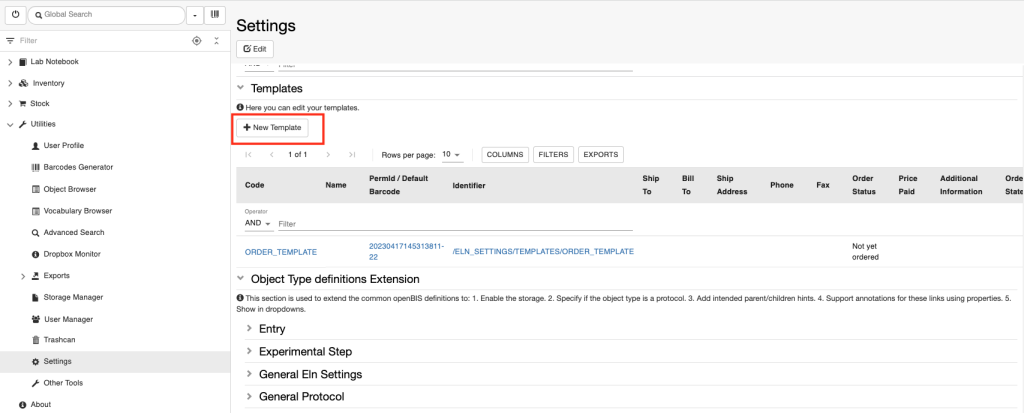 Global Search
Settings
Filter
Edit
Lab Notebook
Inventory
Stock
Utilities
User Profile
Barcodes Generator
Object Browser
Vocabulary Browser
Advanced Search
Dropbox Monitor
Exports
Storage Manager
User Manager
Trashcan
Settings
Other Tools
About
AND
Filter
Templates
Here you can edit your templates.
New Template
1 of 1
Rows per page: 10
COLUMNS
FILTERS
EXPORTS
Code
Name
PermId / Default
Barcode
Identifier
Ship
To
Bill
To
Ship
Address
Phone
Fax
Order
Status
Price
Paid
Additional
Information
Orde
State
Operator
AND
Filter
ORDER_TEMPLATE
20230417145313811-
22
/ELN_SETTINGS/TEMPLATES/ORDER_TEMPLATE
Not yet
ordered
Object Type definitions Extension
This section is used to extend the common openBIS definitions to: 1. Enable the storage. 2. Specify if the object type is a protocol. 3. Add intended parent/children hints. 4. Support annotations for these links using properties. 5.
Show in dropdowns.
Entry
Experimental Step
General Eln Settings
General Protocol